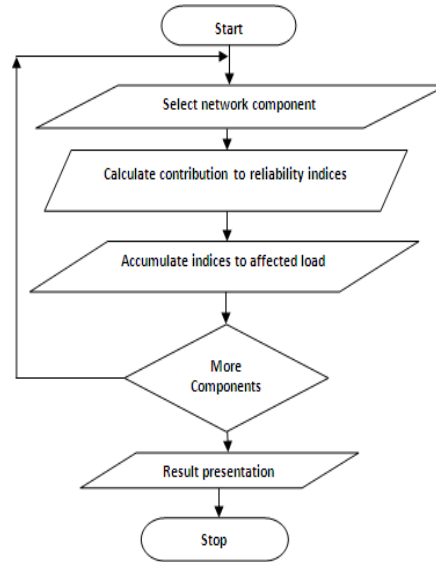 Start
Select network component
Calculate contribution to reliability indices
Accumulate indices to affected load
More
Components
Result presentation
Stop